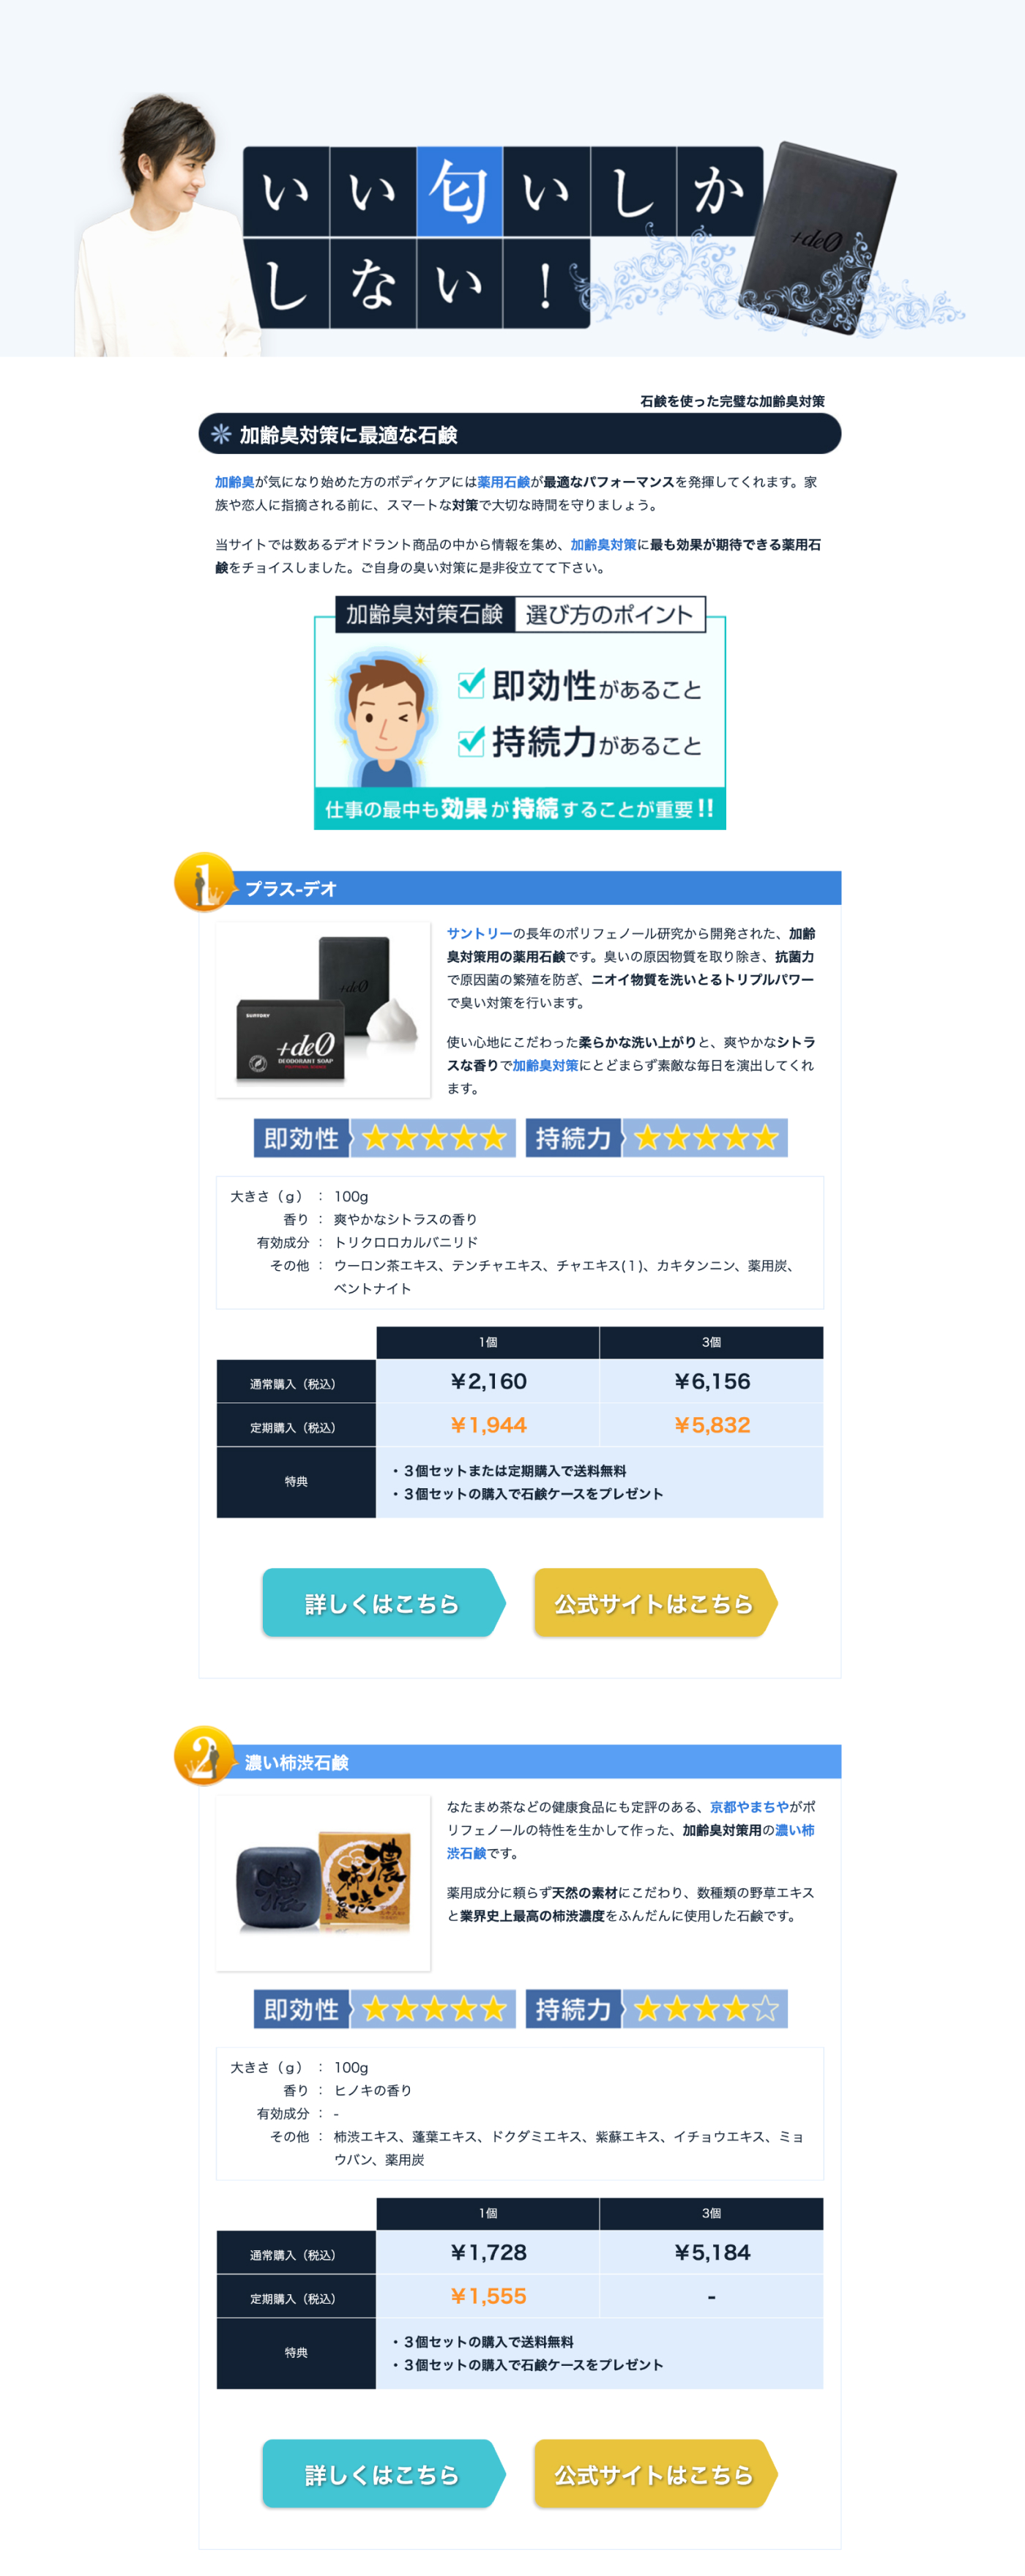 いい匂いしか
しない！
+de0
石鹸を使った完璧な加齢臭対策
加齢臭対策に最適な石鹸
加齢臭が気になり始めた方のボディケアには薬用石鹸が最適なパフォーマンスを発揮してくれます。家
族や恋人に指摘される前に、スマートな対策で大切な時間を守りましょう。
当サイトでは数あるデオドラント商品の中から情報を集め、加齢臭対策に最も効果が期待できる薬用石
鹸をチョイスしました。ご自身の臭い対策に是非役立てて下さい。
加齢臭対策石鹸 選び方のポイント
即効性があること
持続力があること
仕事の最中も効果が持続することが重要!!
1 プラス-デオ
サントリーの長年のポリフェノール研究から開発された、加齢
臭対策用の薬用石鹸です。臭いの原因物質を取り除き、抗菌力
で原因菌の繁殖を防ぎ、ニオイ物質を洗いとるトリプルパワー
で臭い対策を行います。
使い心地にこだわった柔らかな洗い上がりと、爽やかなシトラ
スな香りで加齢臭対策にとどまらず素敵な毎日を演出してくれ
ます。
+de0
SUNTORY
+de0
DEODORANT SOAP
即効性 ★★★★★ 持続力 ★★★★★
大きさ（ｇ） ： 100g
香り ： 爽やかなシトラスの香り
有効成分 ： トリクロロカルバニリド
その他 ： ウーロン茶エキス、テンチャエキス、チャエキス(１)、カキタンニン、薬用炭、
ベントナイト
1個 3個
通常購入（税込） ￥2,160 ￥6,156
定期購入（税込） ￥1,944 ￥5,832
特典
・３個セットまたは定期購入で送料無料
・３個セットの購入で石鹸ケースをプレゼント
詳しくはこちら 公式サイトはこちら
2 濃い柿渋石鹸
なたまめ茶などの健康食品にも定評のある、京都やまちやがポ
リフェノールの特性を生かして作った、加齢臭対策用の濃い柿
渋石鹸です。
薬用成分に頼らず天然の素材にこだわり、数種類の野草エキス
と業界史上最高の柿渋濃度をふんだんに使用した石鹸です。
濃い
柿渋
石鹸
即効性 ★★★★★ 持続力 ★★★★☆
大きさ（ｇ） ： 100g
香り ： ヒノキの香り
有効成分 ： -
その他 ： 柿渋エキス、蓬葉エキス、ドクダミエキス、紫蘇エキス、イチョウエキス、ミョ
ウバン、薬用炭
1個 3個
通常購入（税込） ￥1,728 ￥5,184
定期購入（税込） ￥1,555 -
特典
・３個セットの購入で送料無料
・３個セットの購入で石鹸ケースをプレゼント
詳しくはこちら 公式サイトはこちら